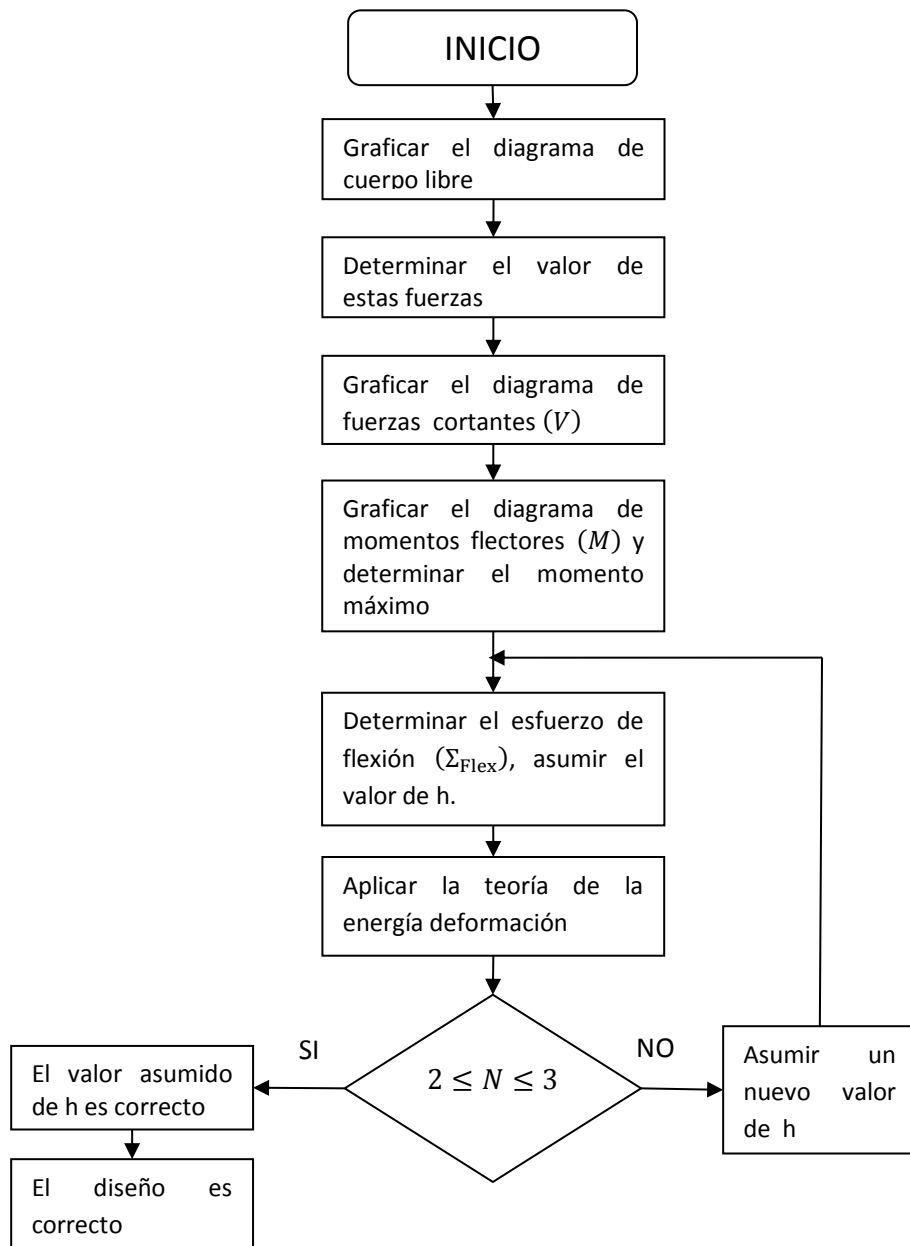 INICIO
Graficar el diagrama de
cuerpo libre
Determinar el valor de
estas fuerzas
Graficar el diagrama de
fuerzas cortantes (V)
Graficar el diagrama de
momentos flectores (M) y
determinar el momento
máximo
Determinar el esfuerzo de
flexión (Σ_Flex), asumir el
valor de h.
Aplicar la teoría de la
energía deformación
2 ≤ N ≤ 3
SI
NO
El valor asumido
de h es correcto
El diseño es
correcto
Asumir un
nuevo valor
de h